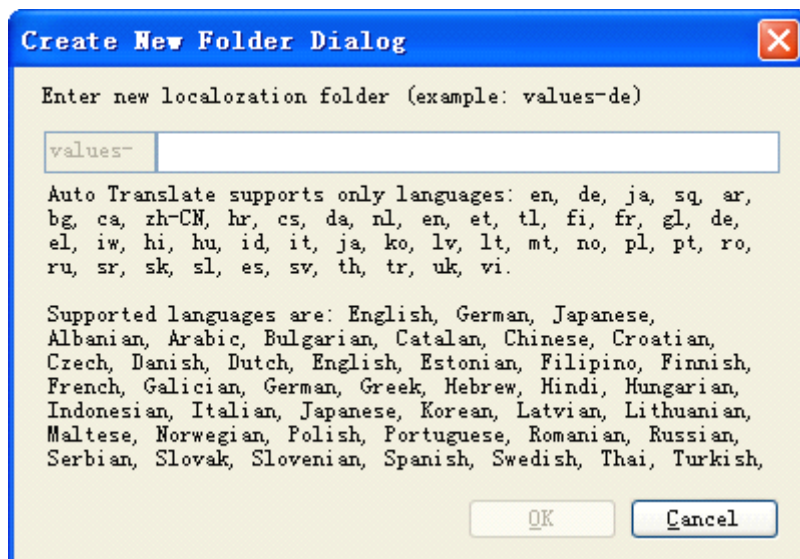 Create New Folder Dialog
Enter new localozation folder (example: values-de)
values-
Auto Translate supports only languages: en, de, ja, sq, ar,
bg, ca, zh-CN, hr, cs, da, nl, en, et, tl, fi, fr, gl, de,
el, iw, hi, hu, id, it, ja, ko, lv, lt, mt, no, pl, pt, ro,
ru, sr, sk, sl, es, sv, th, tr, uk, vi.
Supported languages are: English, German, Japanese,
Albanian, Arabic, Bulgarian, Catalan, Chinese, Croatian,
Czech, Danish, Dutch, English, Estonian, Filipino, Finnish,
French, Galician, German, Greek, Hebrew, Hindi, Hungarian,
Indonesian, Italian, Japanese, Korean, Latvian, Lithuanian,
Maltese, Norwegian, Polish, Portuguese, Romanian, Russian,
Serbian, Slovak, Slovenian, Spanish, Swedish, Thai, Turkish,
OK
Cancel